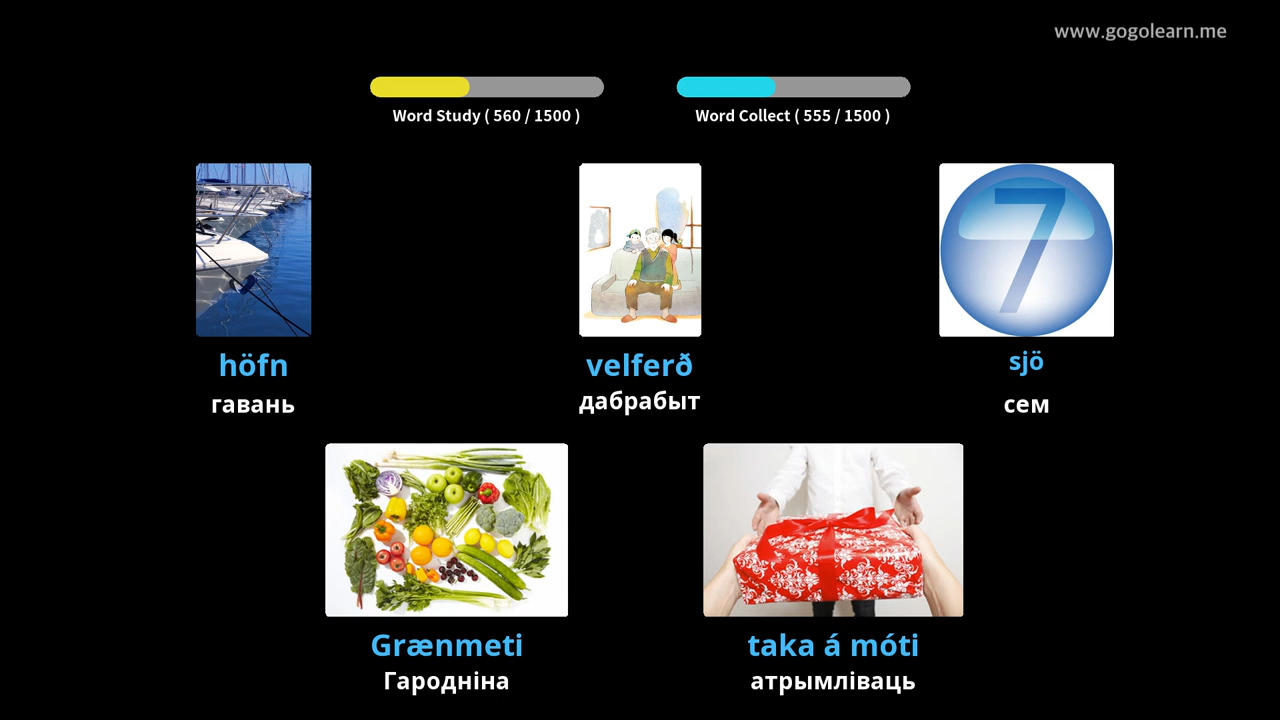 www.gogolearn.me
Word Study ( 560 / 1500 )
Word Collect ( 555 / 1500 )
7
höfn
velferð
sjö
гавань
дабрабыт
сем
Grænmeti
taka á móti
Гародніна
атрымліваць